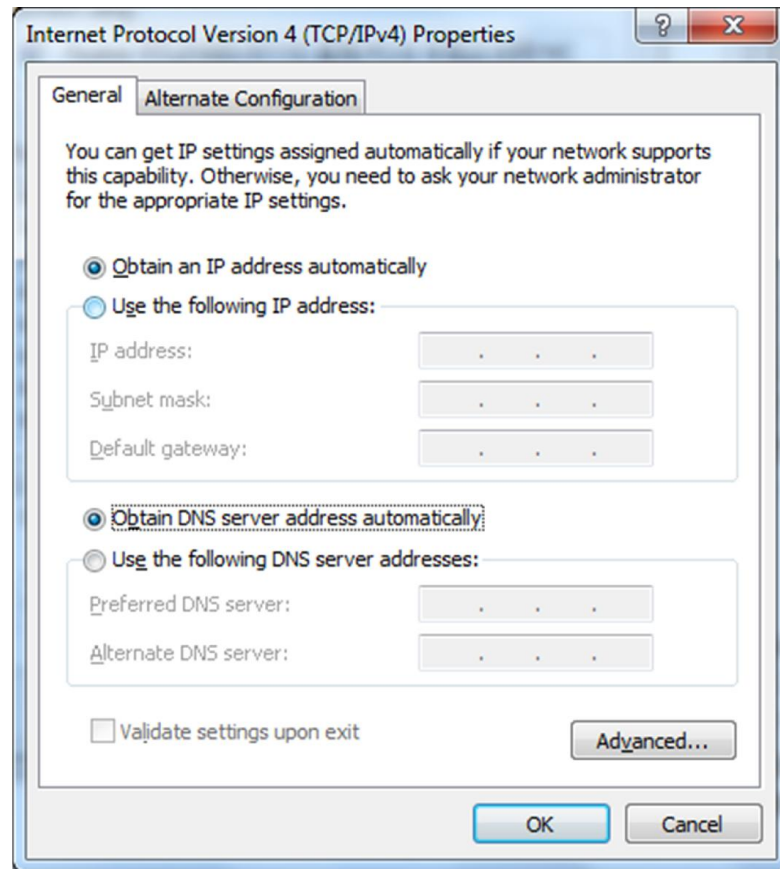 Internet Protocol Version 4 (TCP/IPv4) Properties
? X
General
Alternate Configuration
You can get IP settings assigned automatically if your network supports
this capability. Otherwise, you need to ask your network administrator
for the appropriate IP settings.
Obtain an IP address automatically
Use the following IP address:
IP address:
. . .
Subnet mask:
. . .
Default gateway:
. . .
Obtain DNS server address automatically
Use the following DNS server addresses:
Preferred DNS server:
. . .
Alternate DNS server:
. . .
Validate settings upon exit
Advanced...
OK
Cancel